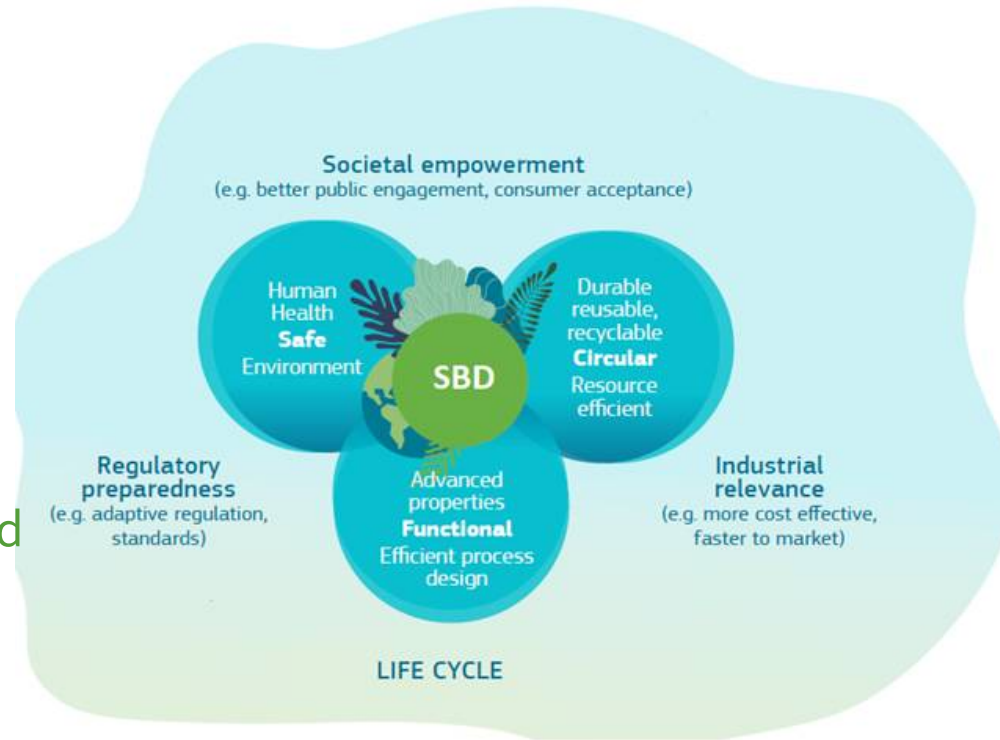 Societal empowerment
(e.g. better public engagement, consumer acceptance)
Human
Health
Safe
Environment
Durable
reusable,
recyclable
Circular
Resource
efficient
SBD
Regulatory
preparedness
(e.g. adaptive regulation,
standards)
d
Advanced
properties
Functional
Efficient process
design
Industrial
relevance
(e.g. more cost effective,
faster to market)
LIFE CYCLE